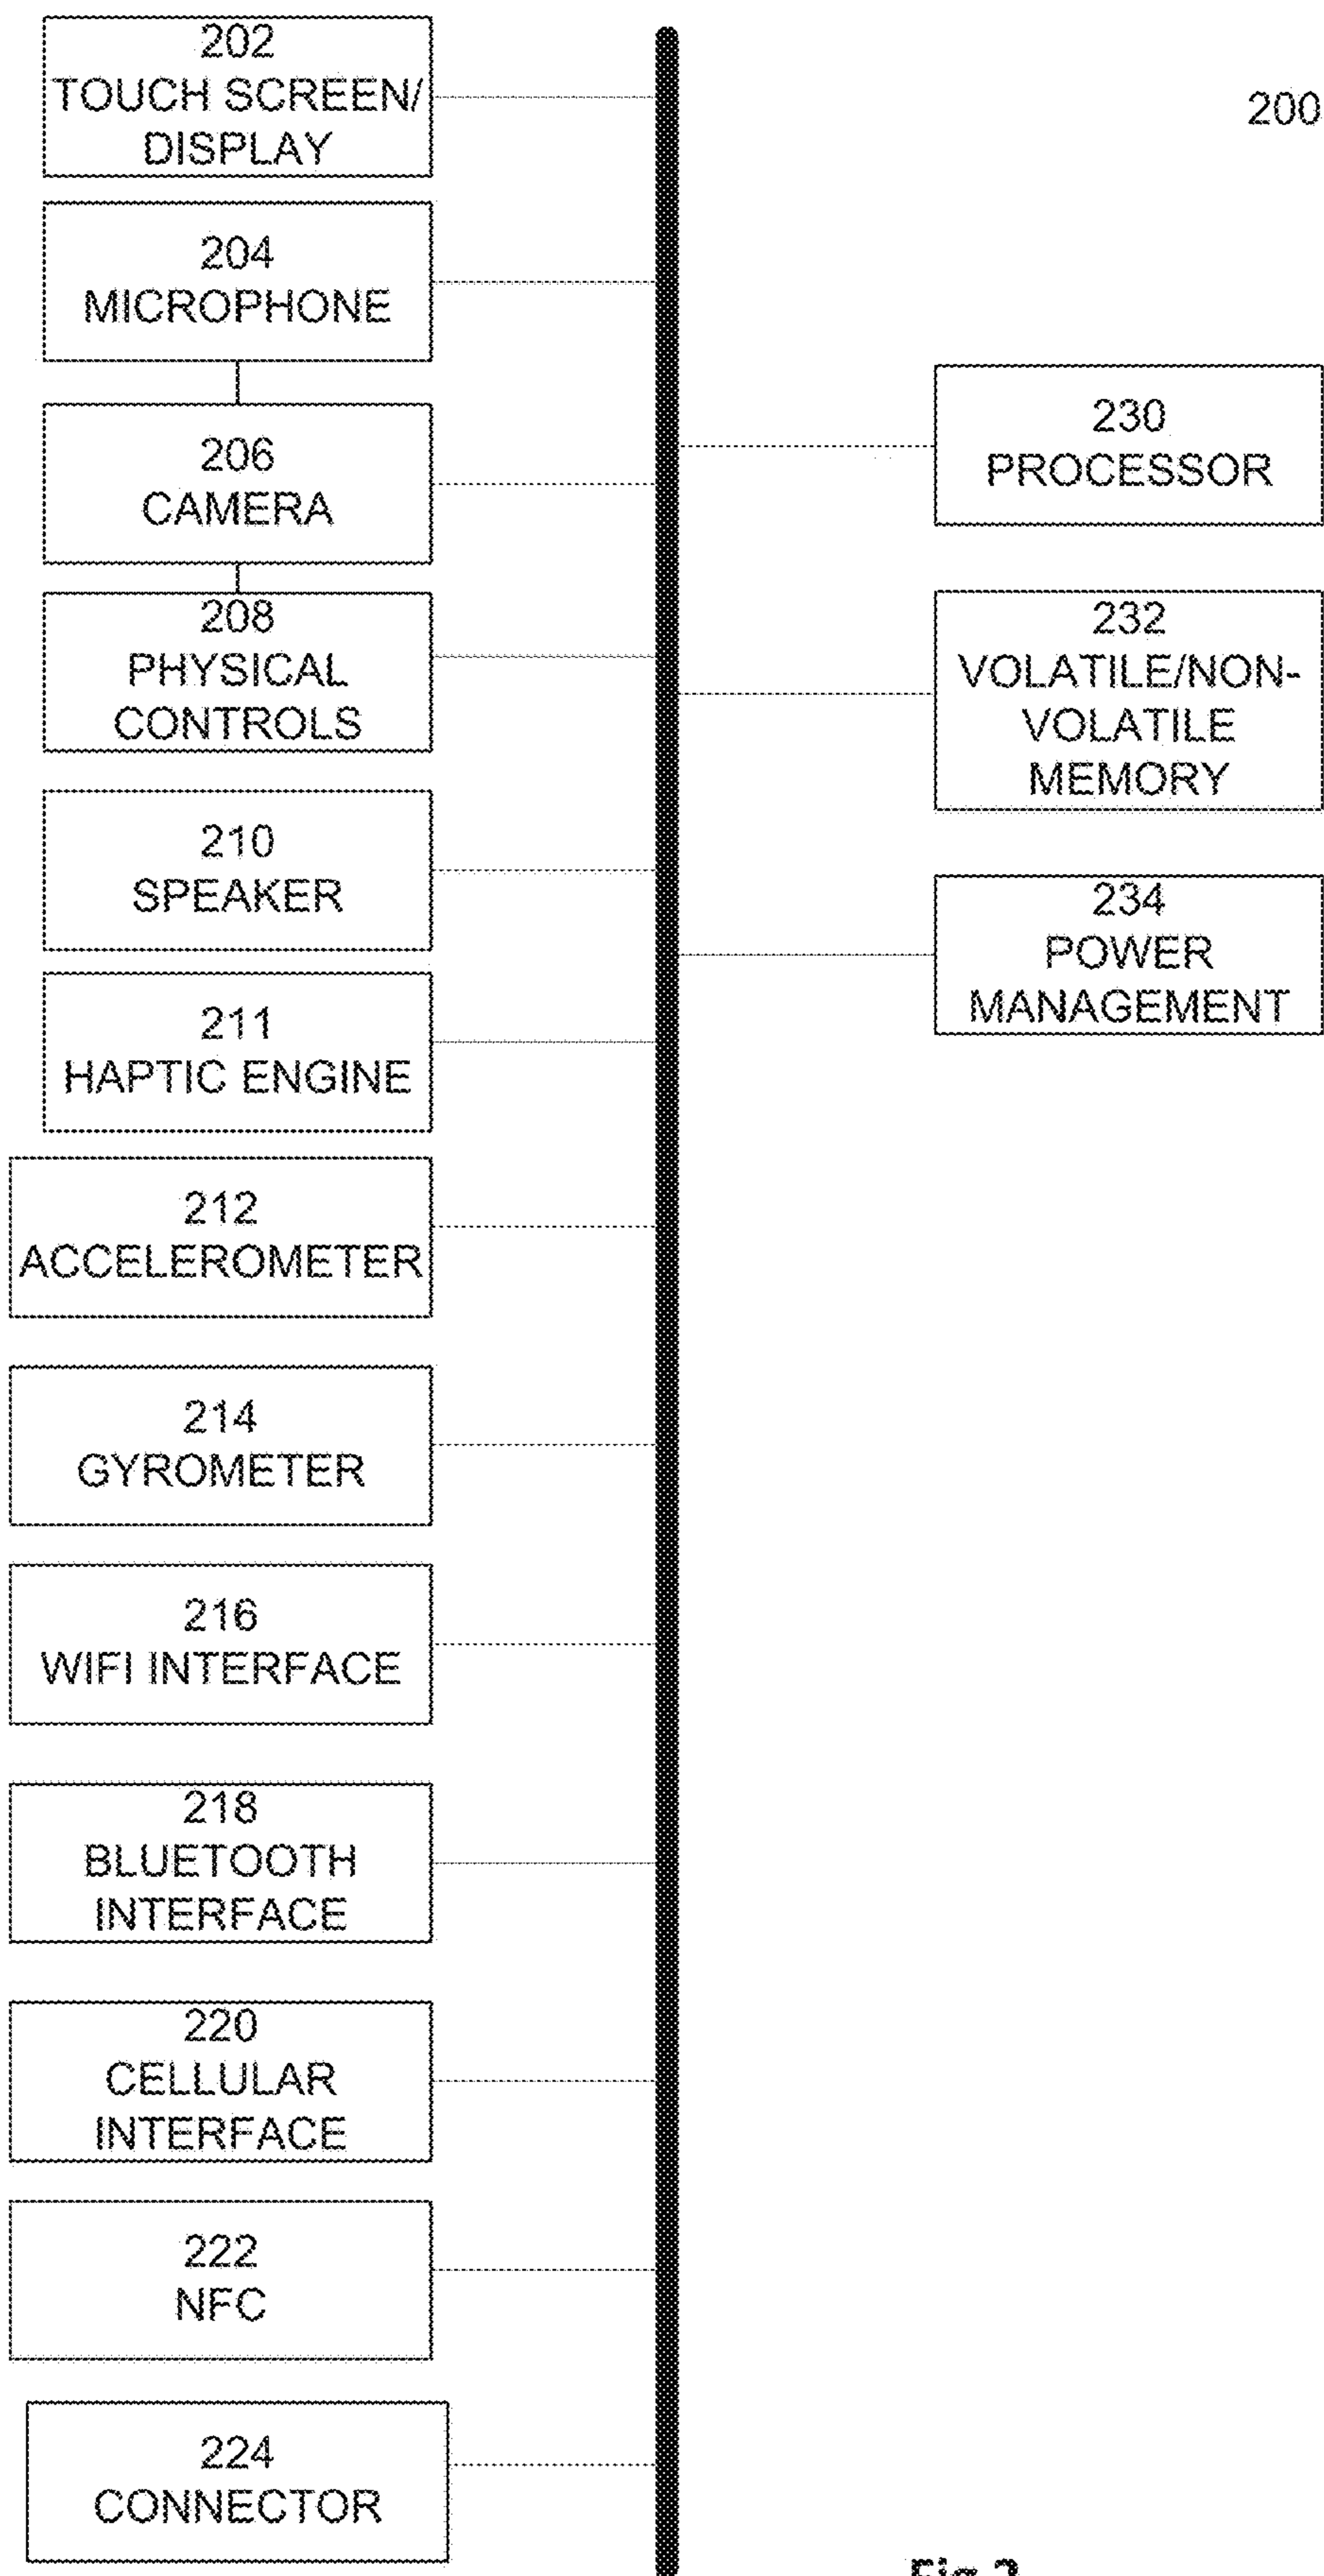 202
TOUCH SCREEN/
DISPLAY
200
204
MICROPHONE
206
CAMERA
230
PROCESSOR
208
PHYSICAL
CONTROLS
232
VOLATILE/NON-
VOLATILE
MEMORY
210
SPEAKER
234
POWER
MANAGEMENT
211
HAPTIC ENGINE
212
ACCELEROMETER
214
GYROMETER
216
WIFI INTERFACE
218
BLUETOOTH
INTERFACE
220
CELLULAR
INTERFACE
222
NFC
224
CONNECTOR